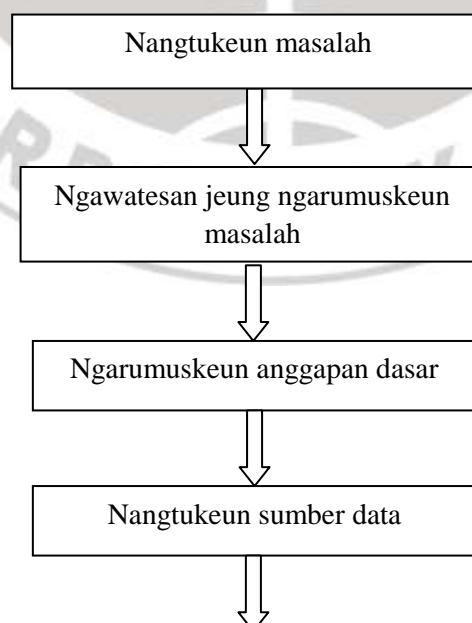 Nangtukeun masalah
Ngawatesan jeung ngarumuskeun
masalah
Ngarumuskeun anggapan dasar
Nangtukeun sumber data